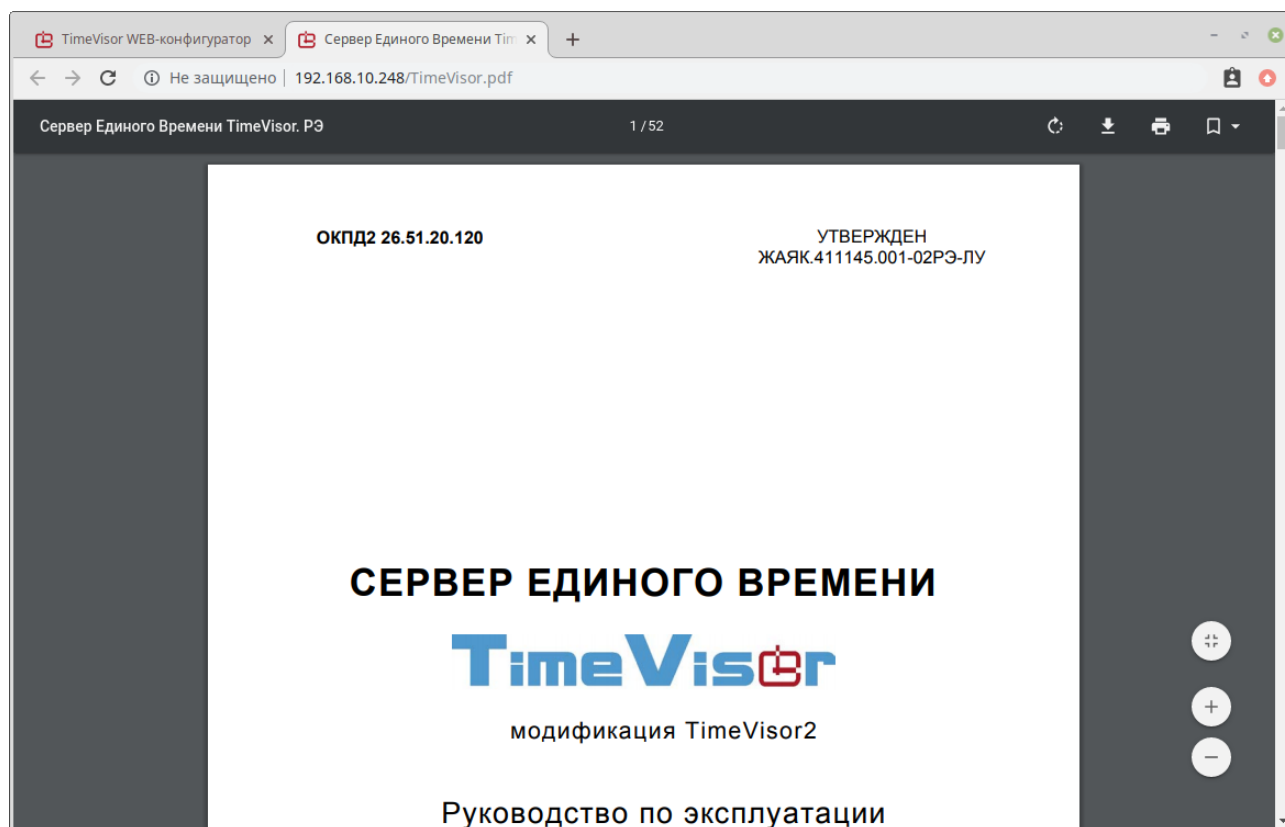 TimeVisor WEB-конфигуратор
Сервер Единого Времени Tim
Не защищено | 192.168.10.248/TimeVisor.pdf
Сервер Единого Времени TimeVisor. РЭ
1 / 52
ОКПД2 26.51.20.120
УТВЕРЖДЕН
ЖАЯК.411145.001-02РЭ-ЛУ
СЕРВЕР ЕДИНОГО ВРЕМЕНИ
TimeVisor
модификация TimeVisor2
Руководство по эксплуатации